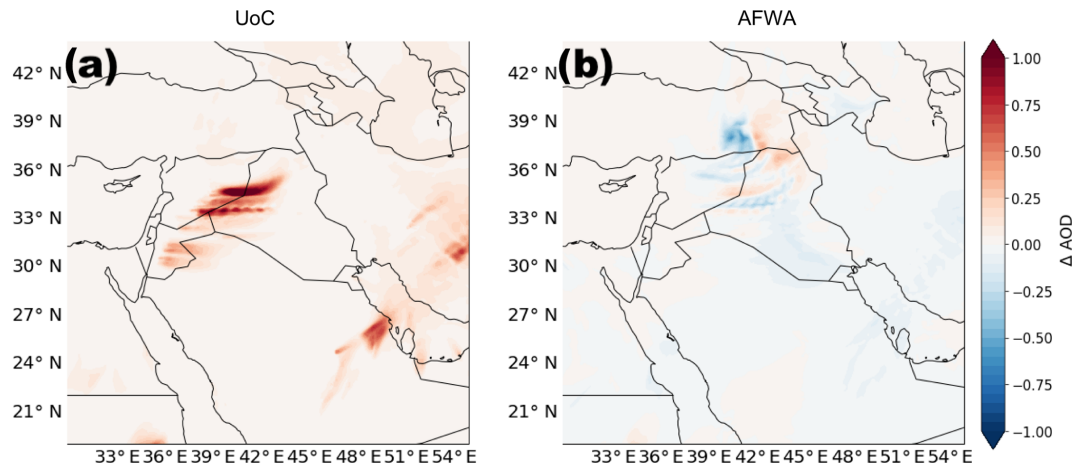 UoC AFWA
(a) (b)
42° N 42° N 1.00
39° N 39° N 0.75
36° N 36° N 0.50
33° N 33° N 0.25
30° N 30° N 0.00
27° N 27° N −0.25
24° N 24° N −0.50
21° N 21° N −0.75
−1.00
Δ AOD
33° E 36° E 39° E 42° E 45° E 48° E 51° E 54° E 33° E 36° E 39° E 42° E 45° E 48° E 51° E 54° E